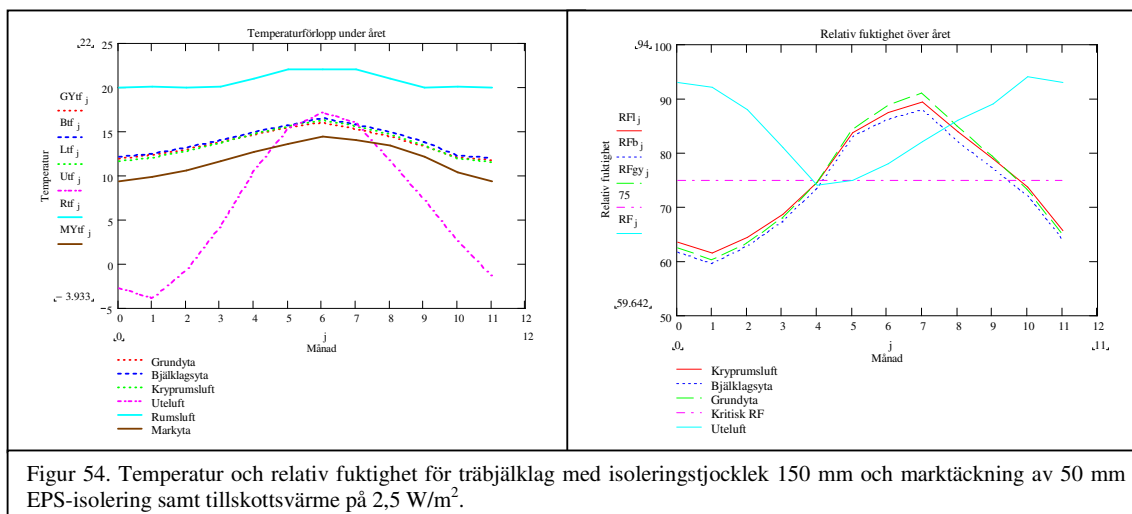 Temperaturförlopp under året
22
25
20
15
10
5
0
−5
− 3.933
GYtf j
Btf j
Ltf j
Utf j
Rtf j
MYtf j
Temperatur
0 1 2 3 4 5 6 7 8 9 10 11 12
0 j 12
Månad
Grundyta
Bjälklagsyta
Kryprumsluft
Uteluft
Rumsluft
Markyta
Relativ fuktighet över året
94
100
90
80
70
60
50
59.642
RFl j
RFb j
RFgy j
75
RF j
Relativ fuktighet
0 1 2 3 4 5 6 7 8 9 10 11 12
0 j 11
Månad
Kryprumsluft
Bjälklagsyta
Grundyta
Kritisk RF
Uteluft
Figur 54. Temperatur och relativ fuktighet för träbjälklag med isoleringstjocklek 150 mm och marktäckning av 50 mm
EPS-isolering samt tillskottsvärme på 2,5 W/m².